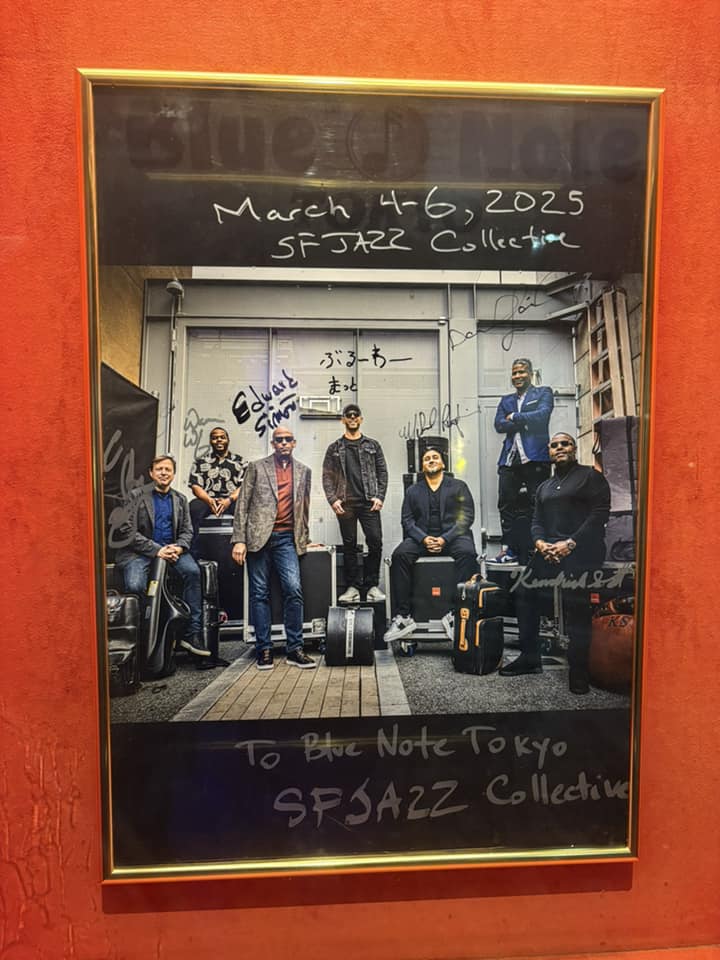 Blue Note
March 4-6, 2025
SFJAZZ Collective
ぶるーわー
まっと
Edward
Simon
Kendrick Scott
KS
To Blue Note Tokyo
SFJAZZ Collective